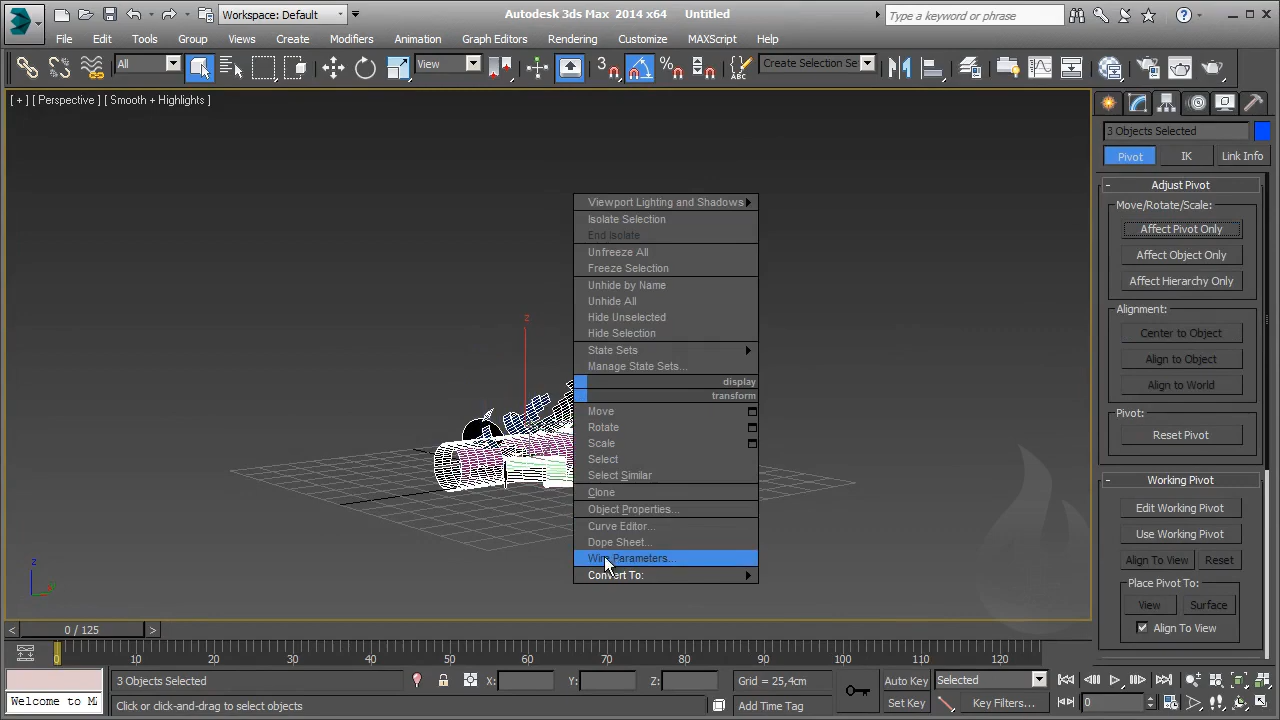 Workspace: Default
Autodesk 3ds Max 2014 x64 Untitled
Type a keyword or phrase
File Edit Tools Group Views Create Modifiers Animation Graph Editors Rendering Customize MAXScript Help
All
View
3
Create Selection Se
[ + ] [ Perspective ] [ Smooth + Highlights ]
3 Objects Selected
Pivot IK Link Info
- Adjust Pivot
Move/Rotate/Scale:
Affect Pivot Only
Affect Object Only
Affect Hierarchy Only
Alignment:
Center to Object
Align to Object
Align to World
Pivot:
Reset Pivot
- Working Pivot
Edit Working Pivot
Use Working Pivot
Align To View Reset
Place Pivot To:
View Surface
Align To View
Viewport Lighting and Shadows
Isolate Selection
End Isolate
Unfreeze All
Freeze Selection
Unhide by Name
Unhide All
Hide Unselected
Hide Selection
State Sets
Manage State Sets...
display
transform
Move
Rotate
Scale
Select
Select Similar
Clone
Object Properties...
Curve Editor...
Dope Sheet...
Wire Parameters...
Convert To:
z
z
< 0 / 125 >
0 10 20 30 40 50 60 70 80 90 100 110 120
3 Objects Selected
X: Y: Z:
Grid = 25,4cm
Auto Key
Selected
Welcome to M
Click or click-and-drag to select objects
Add Time Tag
Set Key
Key Filters...
0